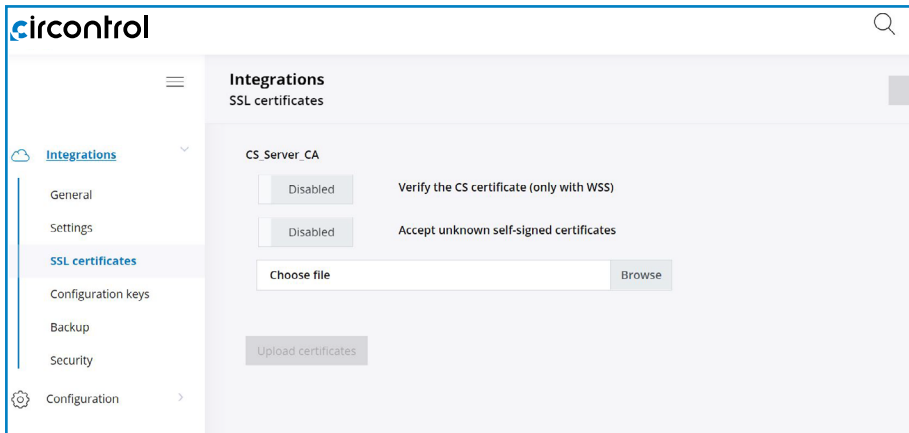 circontrol
Integrations
SSL certificates
Integrations
General
Settings
SSL certificates
Configuration keys
Backup
Security
Configuration
CS_Server_CA
Disabled Verify the CS certificate (only with WSS)
Disabled Accept unknown self-signed certificates
Choose file Browse
Upload certificates